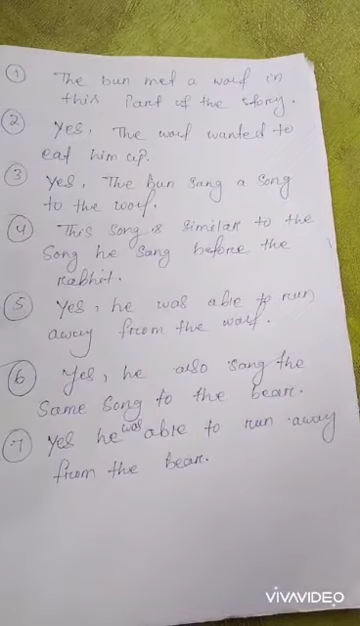 ① The bun met a wolf in
this Part of the story.
② Yes, The wolf wanted to
eat him up.
③ Yes, The Bun sang a song
to the wolf.
④ This song is similar to the
Song he sang before the
Rabbit.
⑤ Yes, he was able to run
away from the wolf.
⑥ Yes, he also sang the
Same song to the bear.
⑦ Yes he was able to run away
from the bear.
VIVAVIDEO